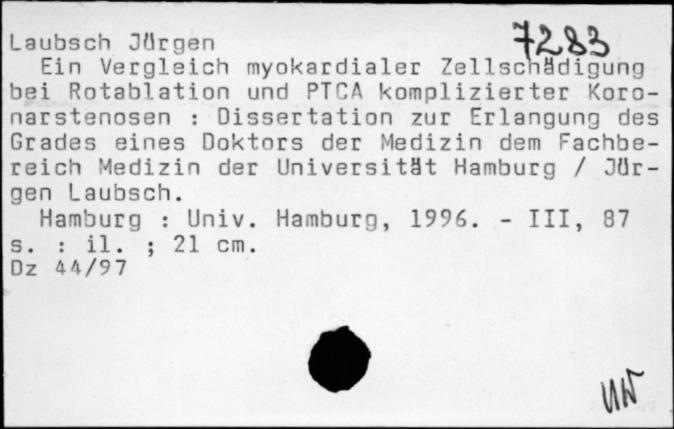 7283
Laubsch Jürgen
Ein Vergleich myokardialer Zellschädigung
bei Rotablation und PTCA komplizierter Koro-
narstenosen : Dissertation zur Erlangung des
Grades eines Doktors der Medizin dem Fachbe-
reich Medizin der Universität Hamburg / Jür-
gen Laubsch.
Hamburg : Univ. Hamburg, 1996. - III, 87
s. : il. ; 21 cm.
Dz 44/97